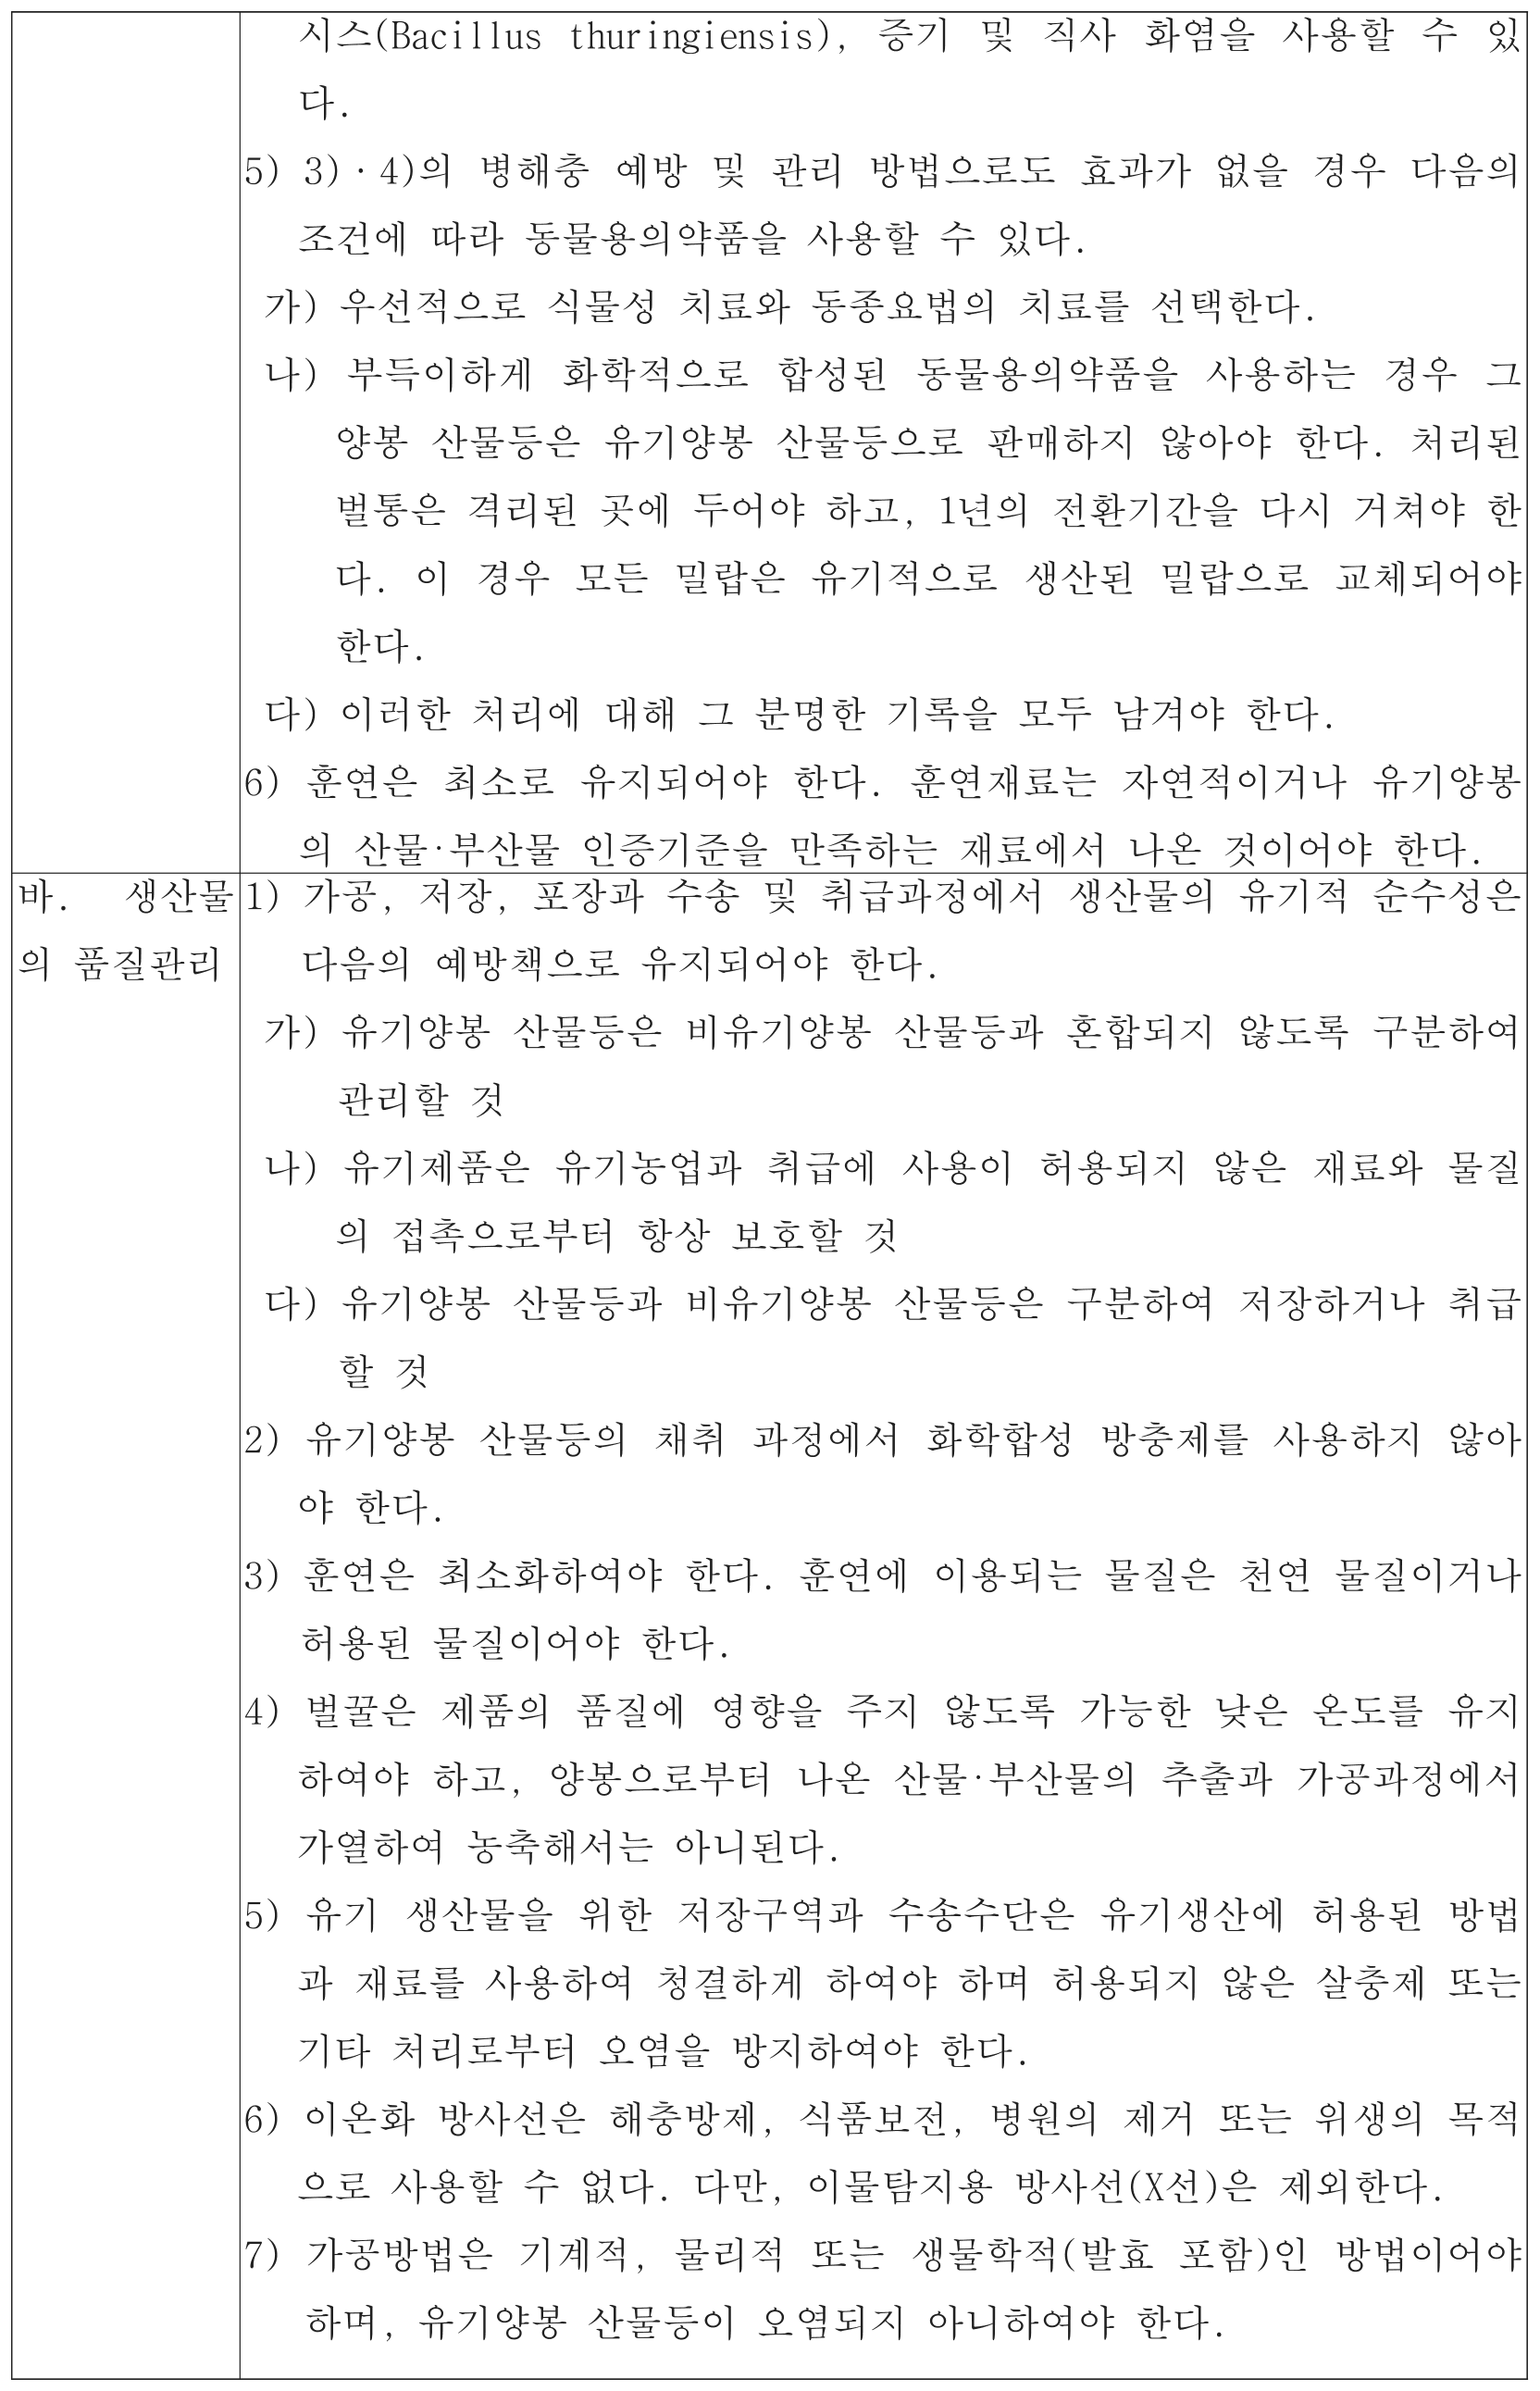 시스(Bacillus thuringiensis), 증기 및 직사 화염을 사용할 수 있
다.
5) 3)·4)의 병해충 예방 및 관리 방법으로도 효과가 없을 경우 다음의
조건에 따라 동물용의약품을 사용할 수 있다.
가) 우선적으로 식물성 치료와 동종요법의 치료를 선택한다.
나) 부득이하게 화학적으로 합성된 동물용의약품을 사용하는 경우 그
양봉 산물등은 유기양봉 산물등으로 판매하지 않아야 한다. 처리된
벌통은 격리된 곳에 두어야 하고, 1년의 전환기간을 다시 거쳐야 한
다. 이 경우 모든 밀랍은 유기적으로 생산된 밀랍으로 교체되어야
한다.
다) 이러한 처리에 대해 그 분명한 기록을 모두 남겨야 한다.
6) 훈연은 최소로 유지되어야 한다. 훈연재료는 자연적이거나 유기양봉
의 산물·부산물 인증기준을 만족하는 재료에서 나온 것이어야 한다.
바. 생산물
의 품질관리
1) 가공, 저장, 포장과 수송 및 취급과정에서 생산물의 유기적 순수성은
다음의 예방책으로 유지되어야 한다.
가) 유기양봉 산물등은 비유기양봉 산물등과 혼합되지 않도록 구분하여
관리할 것
나) 유기제품은 유기농업과 취급에 사용이 허용되지 않은 재료와 물질
의 접촉으로부터 항상 보호할 것
다) 유기양봉 산물등과 비유기양봉 산물등은 구분하여 저장하거나 취급
할 것
2) 유기양봉 산물등의 채취 과정에서 화학합성 방충제를 사용하지 않아
야 한다.
3) 훈연은 최소화하여야 한다. 훈연에 이용되는 물질은 천연 물질이거나
허용된 물질이어야 한다.
4) 벌꿀은 제품의 품질에 영향을 주지 않도록 가능한 낮은 온도를 유지
하여야 하고, 양봉으로부터 나온 산물·부산물의 추출과 가공과정에서
가열하여 농축해서는 아니된다.
5) 유기 생산물을 위한 저장구역과 수송수단은 유기생산에 허용된 방법
과 재료를 사용하여 청결하게 하여야 하며 허용되지 않은 살충제 또는
기타 처리로부터 오염을 방지하여야 한다.
6) 이온화 방사선은 해충방제, 식품보전, 병원의 제거 또는 위생의 목적
으로 사용할 수 없다. 다만, 이물탐지용 방사선(X선)은 제외한다.
7) 가공방법은 기계적, 물리적 또는 생물학적(발효 포함)인 방법이어야
하며, 유기양봉 산물등이 오염되지 아니하여야 한다.